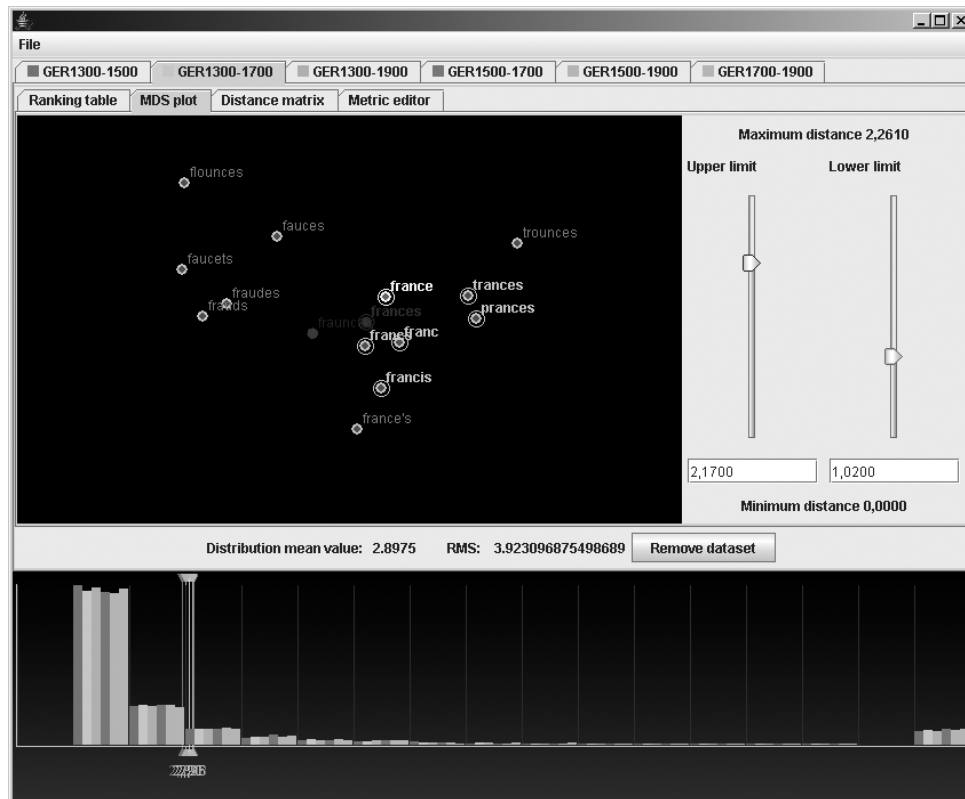 File
GER1300-1500 GER1300-1700 GER1300-1900 GER1500-1700 GER1500-1900 GER1700-1900
Ranking table MDS plot Distance matrix Metric editor
Maximum distance 2,2610
Upper limit Lower limit
flounces
fauces
trounces
faucets
france
trances
fraudes
frauds
frances
prances
franc
francis
france's
2,1700 1,0200
Minimum distance 0,0000
Distribution mean value: 2.8975 RMS: 3.923096875498689 Remove dataset